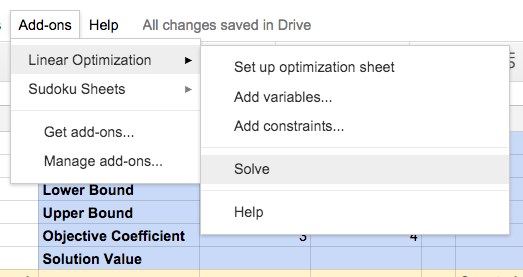 Add-ons Help All changes saved in Drive
Linear Optimization
Sudoku Sheets
Get add-ons...
Manage add-ons...
Set up optimization sheet
Add variables...
Add constraints...
Solve
Help
Lower Bound
Upper Bound
Objective Coefficient 3 4
Solution Value